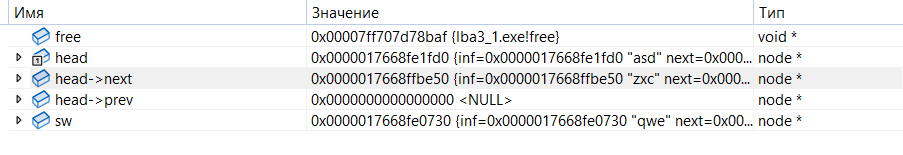 Имя Значение Тип
free 0x00007ff707d78baf {lba3_1.exe!free} void *
head 0x0000017668fe1fd0 {inf=0x0000017668fe1fd0 "asd" next=0x000... node *
head->next 0x0000017668ffbe50 {inf=0x0000017668ffbe50 "zxc" next=0x000... node *
head->prev 0x0000000000000000 <NULL> node *
sw 0x0000017668fe0730 {inf=0x0000017668fe0730 "qwe" next=0x00... node *